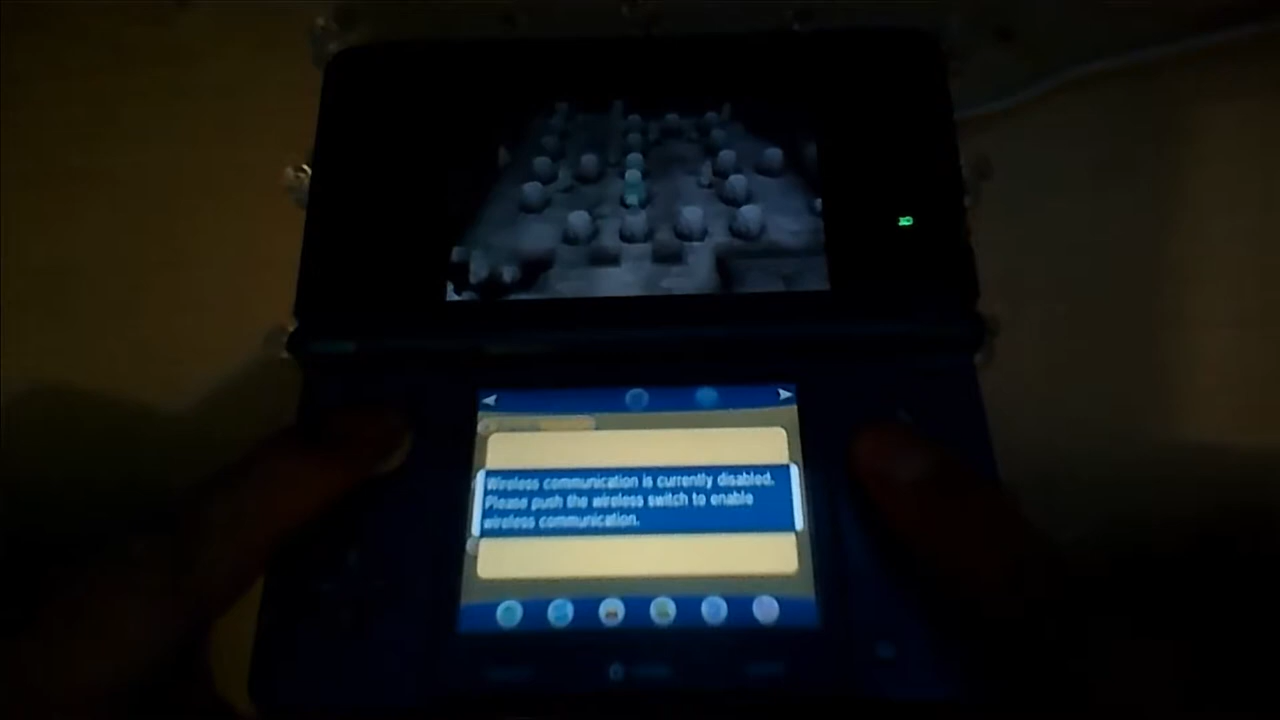 Wireless communication is currently disabled.
Please push the wireless switch to enable
wireless communication.